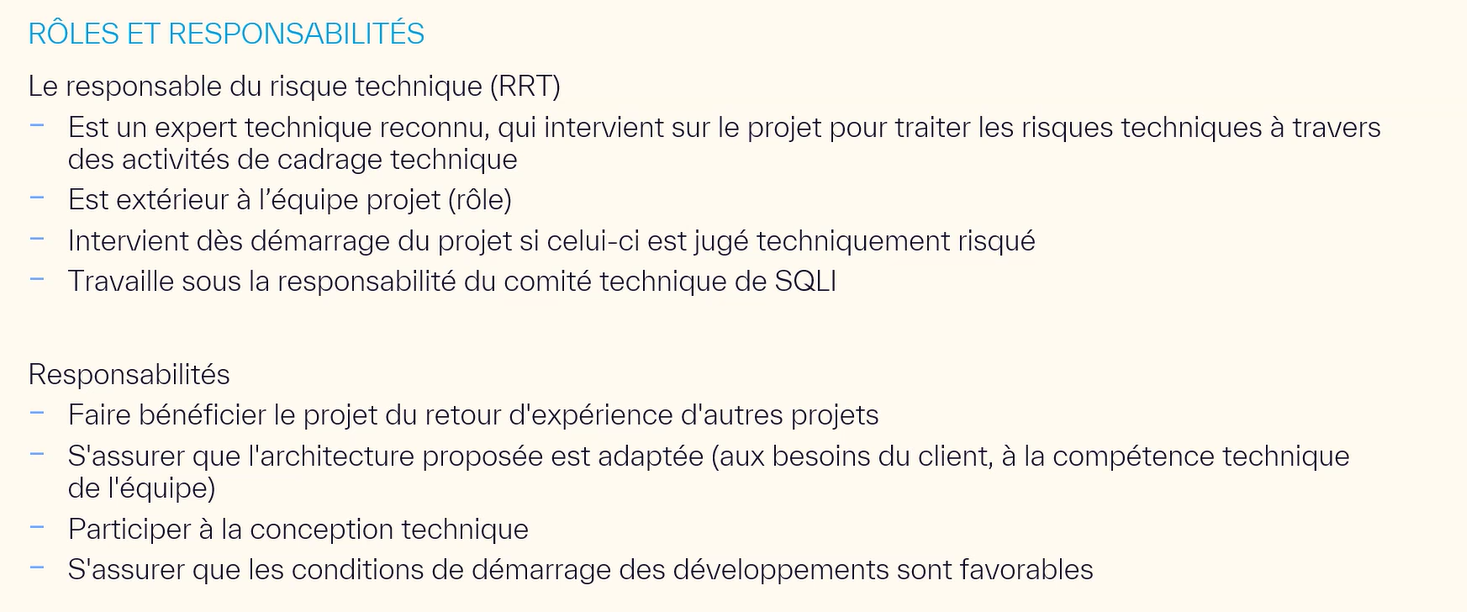 RÔLES ET RESPONSABILITÉS
Le responsable du risque technique (RRT)
– Est un expert technique reconnu, qui intervient sur le projet pour traiter les risques techniques à travers
des activités de cadrage technique
– Est extérieur à l’équipe projet (rôle)
– Intervient dès démarrage du projet si celui-ci est jugé techniquement risqué
– Travaille sous la responsabilité du comité technique de SQLI
Responsabilités
– Faire bénéficier le projet du retour d'expérience d'autres projets
– S'assurer que l'architecture proposée est adaptée (aux besoins du client, à la compétence technique
de l'équipe)
– Participer à la conception technique
– S'assurer que les conditions de démarrage des développements sont favorables